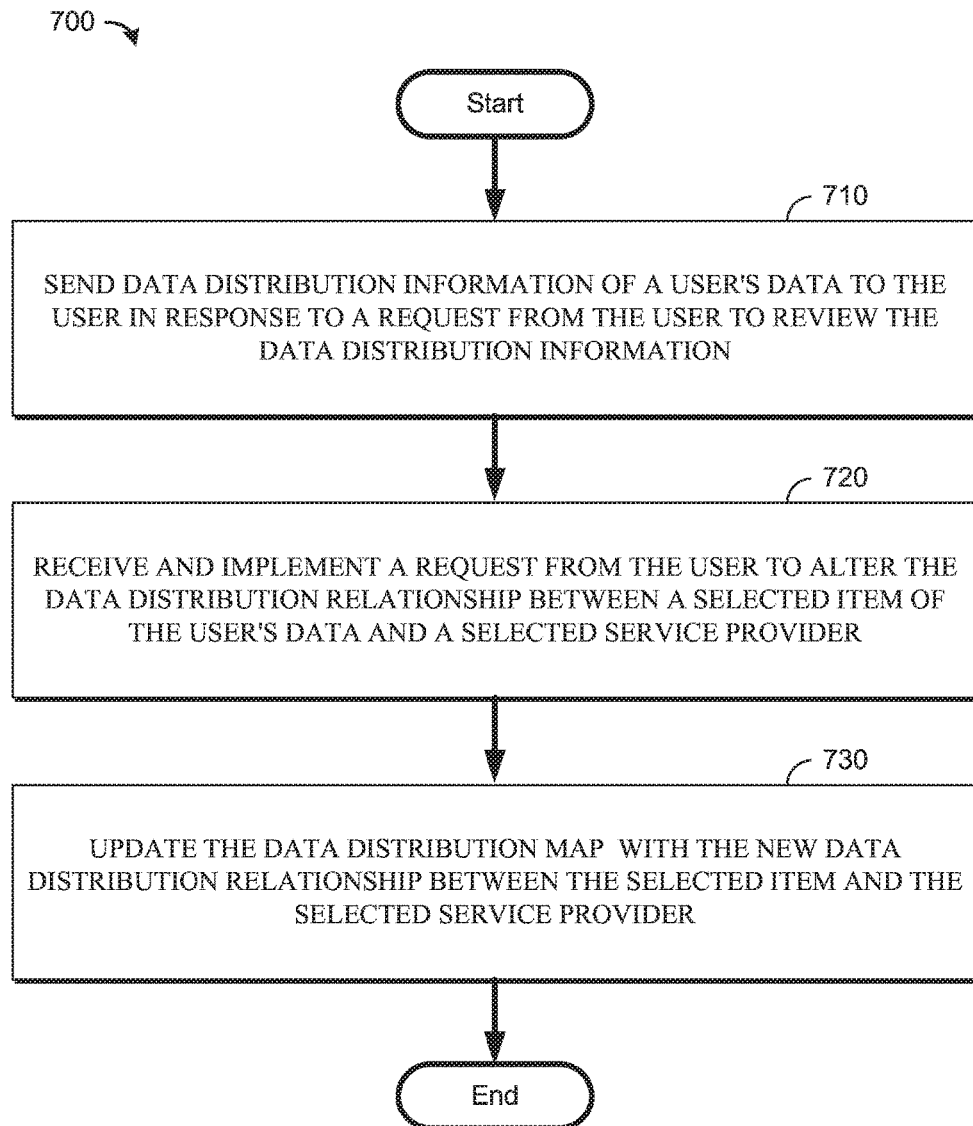 700
Start
710
SEND DATA DISTRIBUTION INFORMATION OF A USER'S DATA TO THE
USER IN RESPONSE TO A REQUEST FROM THE USER TO REVIEW THE
DATA DISTRIBUTION INFORMATION
720
RECEIVE AND IMPLEMENT A REQUEST FROM THE USER TO ALTER THE
DATA DISTRIBUTION RELATIONSHIP BETWEEN A SELECTED ITEM OF
THE USER'S DATA AND A SELECTED SERVICE PROVIDER
730
UPDATE THE DATA DISTRIBUTION MAP WITH THE NEW DATA
DISTRIBUTION RELATIONSHIP BETWEEN THE SELECTED ITEM AND THE
SELECTED SERVICE PROVIDER
End